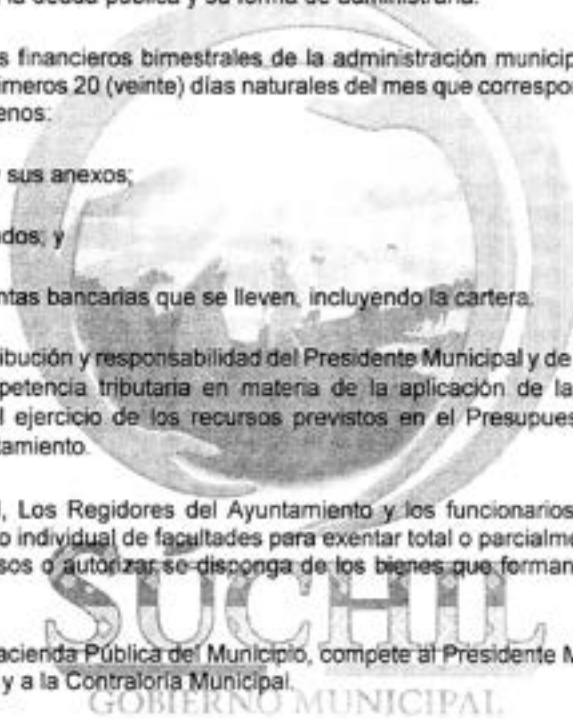 la deuda pública y su forma de administrarla.
s financieros bimestrales de la administración municip
imeros 20 (veinte) días naturales del mes que correspon
enos:
sus anexos;
dos; y
ntas bancarias que se lleven, incluyendo la cartera.
ribución y responsabilidad del Presidente Municipal y de
petencia tributaria en materia de la aplicación de la
l ejercicio de los recursos previstos en el Presupues
tamiento.
, Los Regidores del Ayuntamiento y los funcionarios
o individual de facultades para exentar total o parcialme
sos o autorizar se disponga de los bienes que forman
SÚCHIL
acienda Pública del Municipio, compete al Presidente M
y a la Contraloría Municipal.
GOBIERNO MUNICIPAL